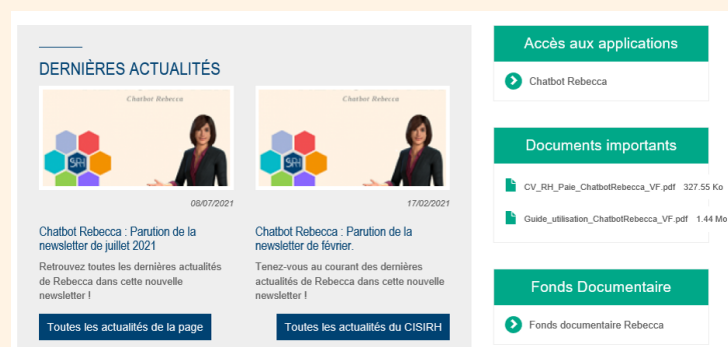 DERNIÈRES ACTUALITÉS
Chatbot Rebecca
SRH
08/07/2021
Chatbot Rebecca : Parution de la
newsletter de juillet 2021
Retrouvez toutes les dernières actualités
de Rebecca dans cette nouvelle
newsletter !
Toutes les actualités de la page
Chatbot Rebecca
SRH
17/02/2021
Chatbot Rebecca : Parution de la
newsletter de février.
Tenez-vous au courant des dernières
actualités de Rebecca dans cette nouvelle
newsletter !
Toutes les actualités du CISIRH
Accès aux applications
Chatbot Rebecca
Documents importants
CV_RH_Paie_ChatbotRebecca_VF.pdf 327.55 Ko
Guide_utilisation_ChatbotRebecca_VF.pdf 1.44 Mo
Fonds Documentaire
Fonds documentaire Rebecca